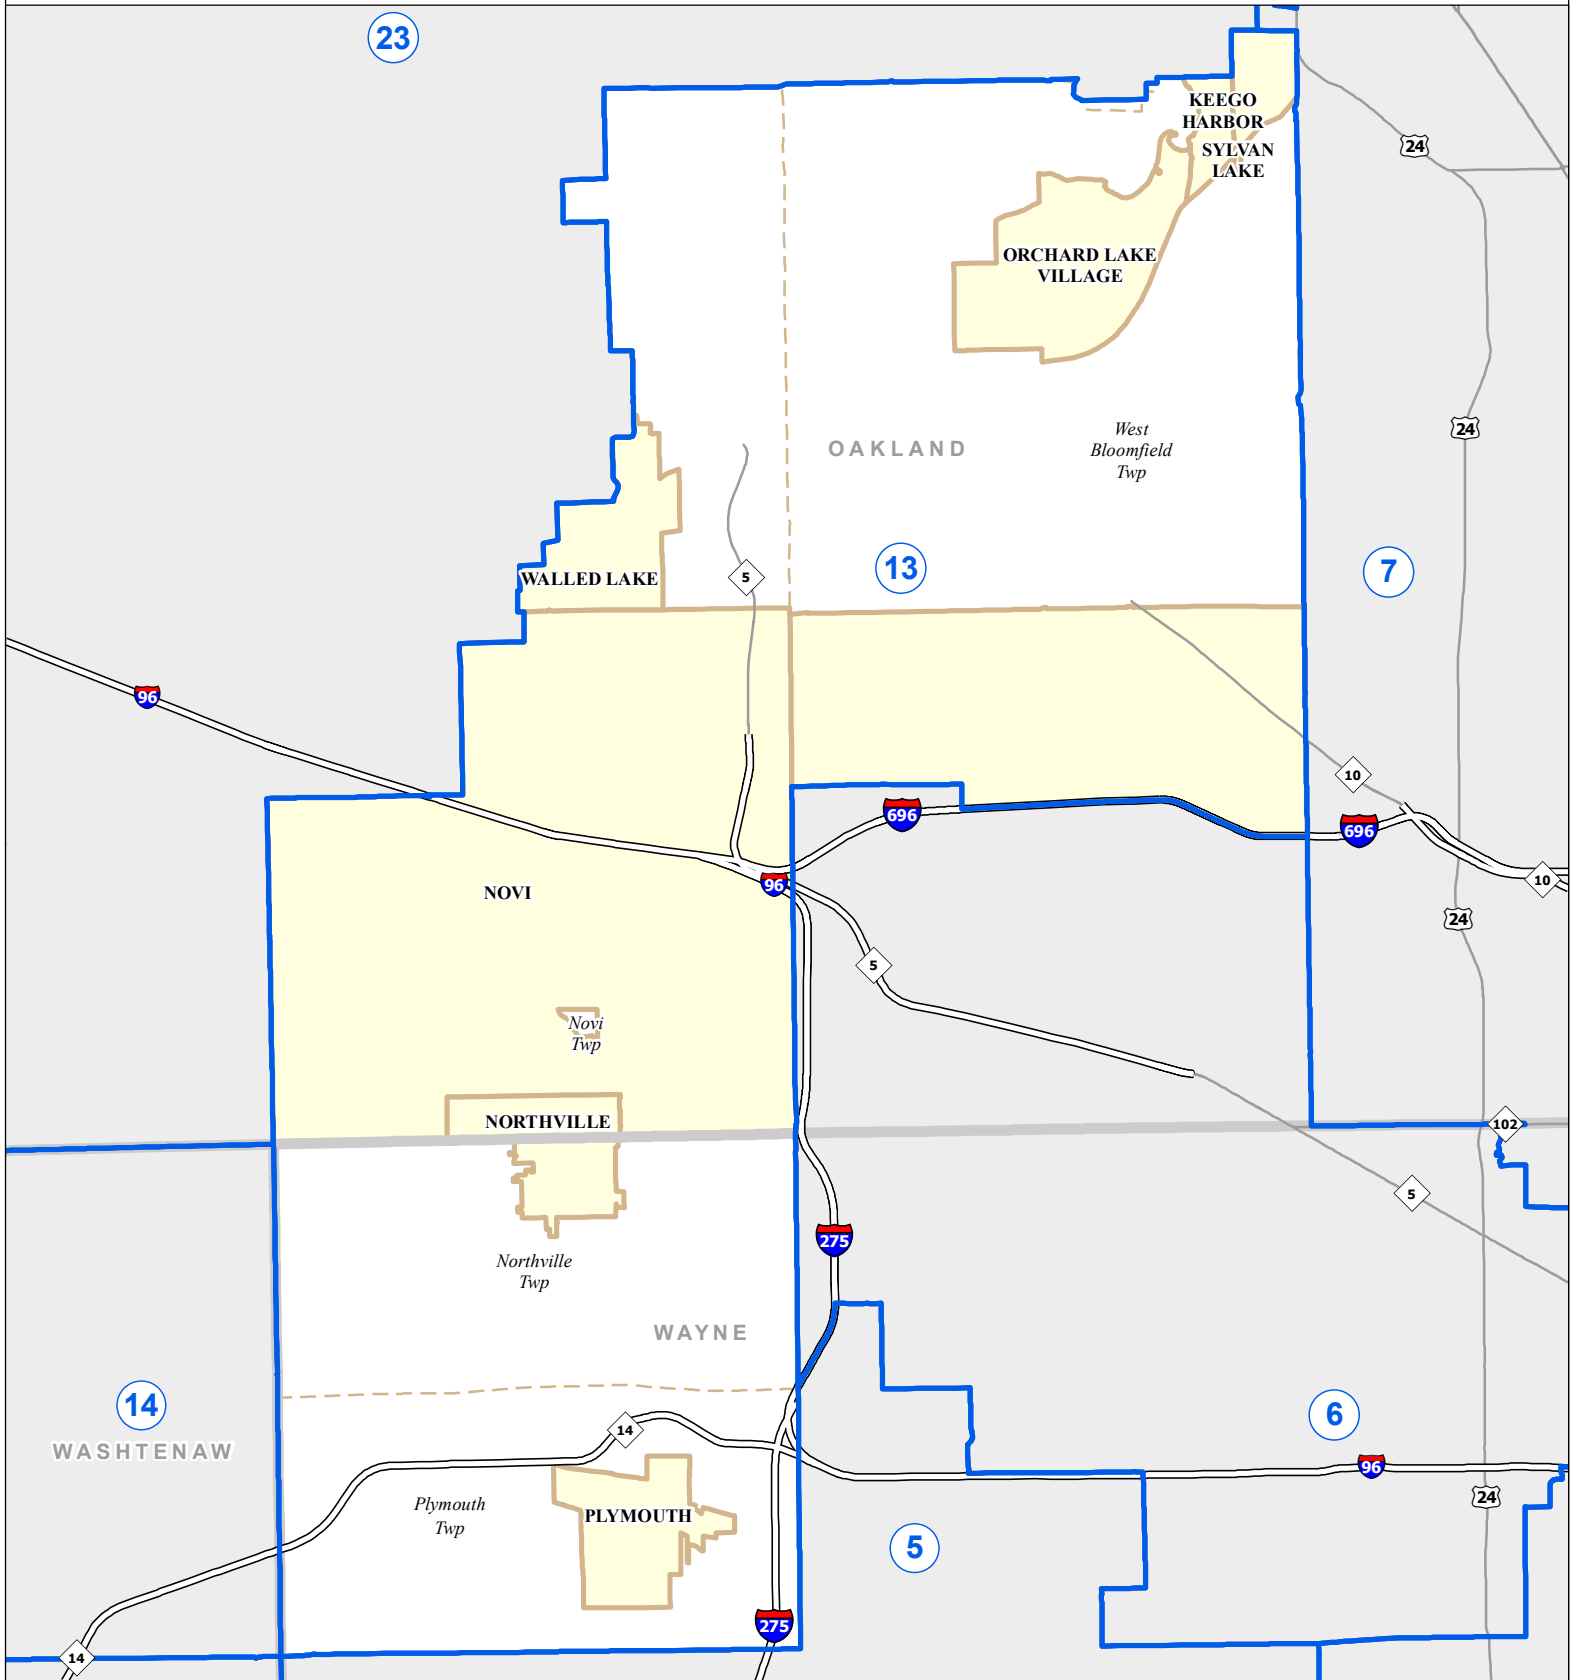 23
KEEGO
HARBOR
24
SYLVAN
LAKE
ORCHARD LAKE
VILLAGE
24
OAKLAND
West
Bloomfield
Twp
13
7
WALLED LAKE
5
96
10
696
696
96
10
NOVI
24
5
Novi
Twp
NORTHVILLE
102
5
275
Northville
Twp
WAYNE
14
6
14
WASHTENAW
96
24
Plymouth
Twp
PLYMOUTH
5
275
14